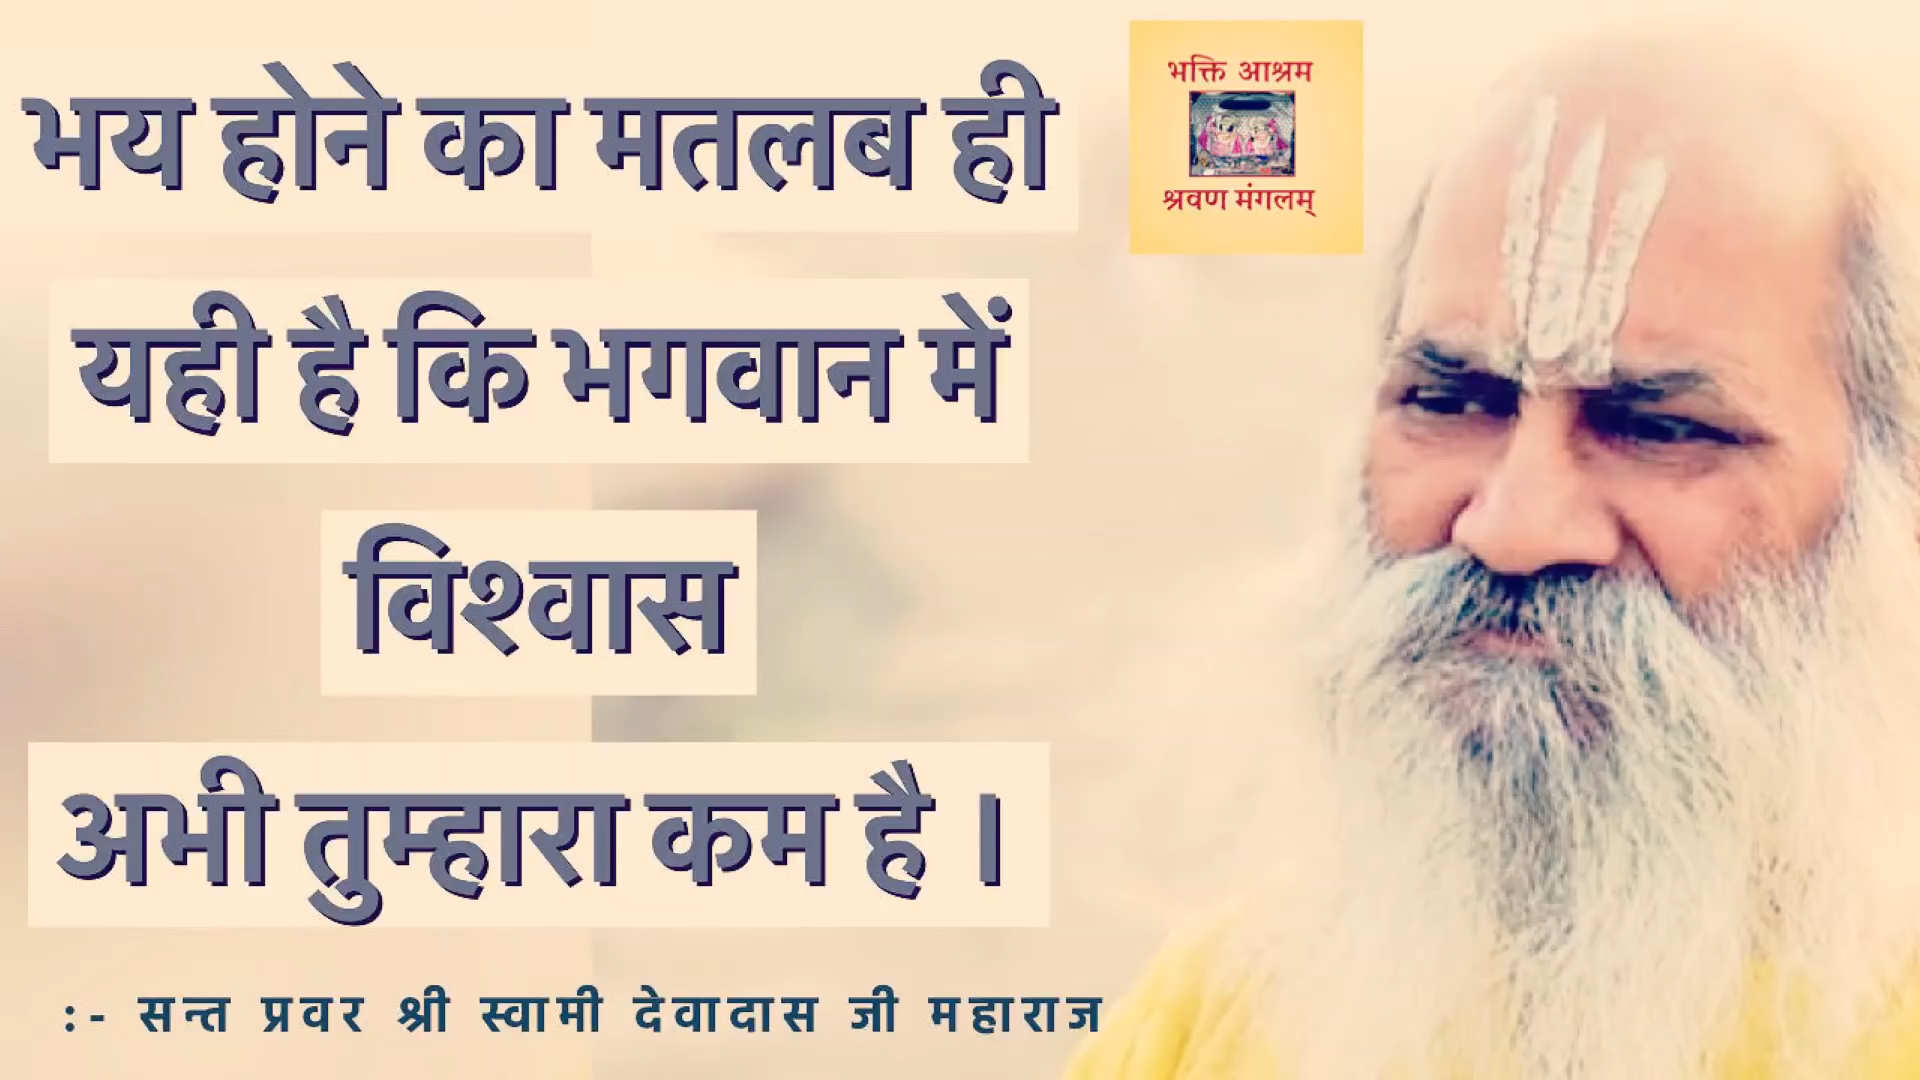 भय होने का मतलब ही
यही है कि भगवान में
विश्वास
अभी तुम्हारा कम है ।
:- सन्त प्रवर श्री स्वामी देवादास जी महाराज
भक्ति आश्रम
श्रवण मंगलम्